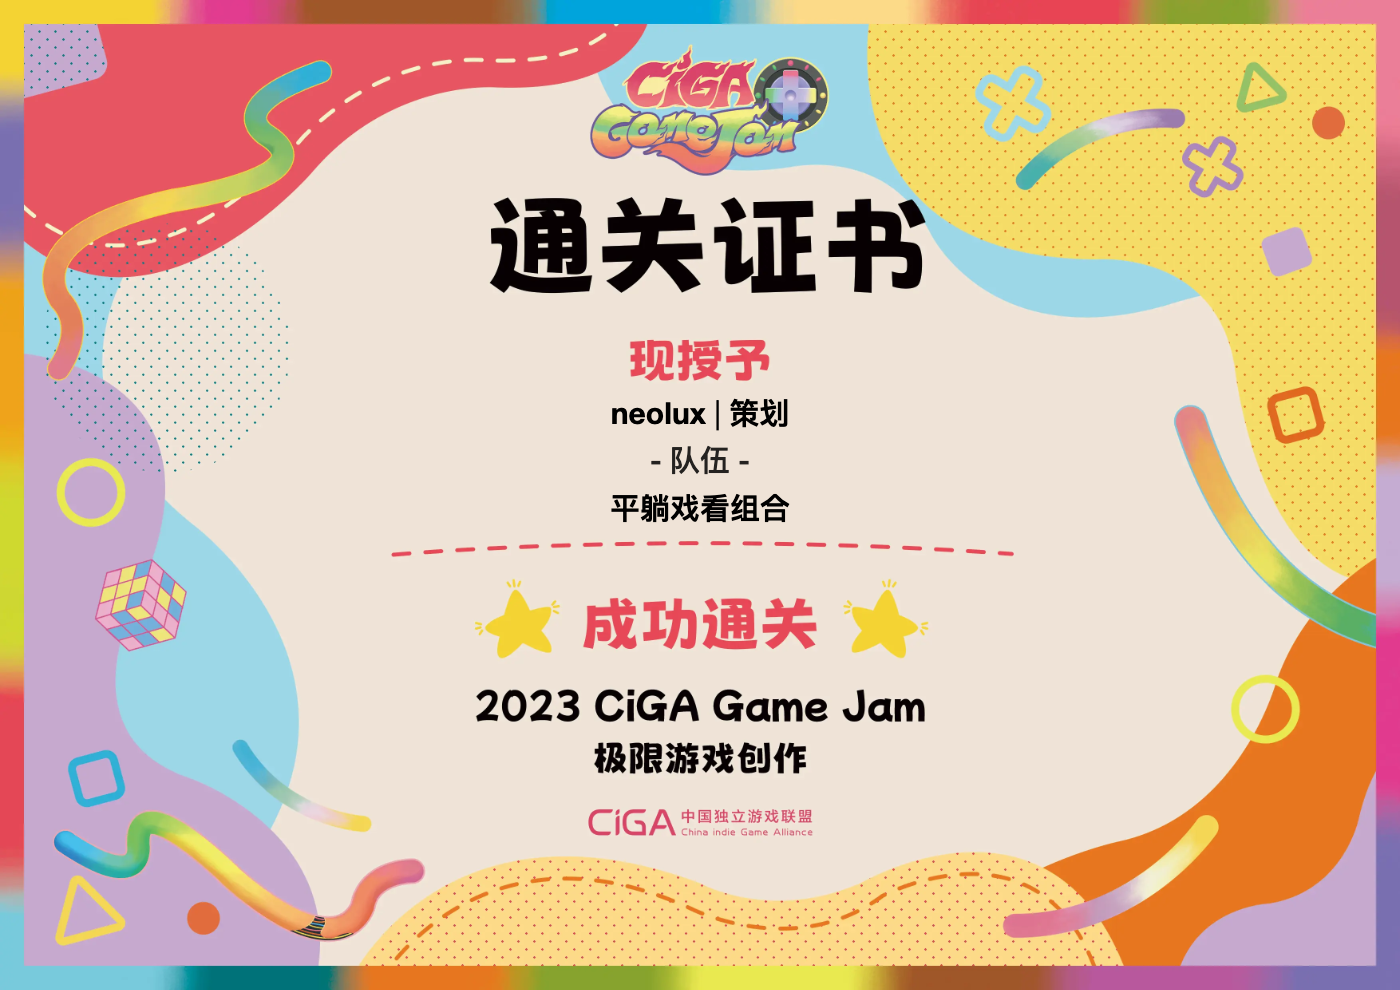 CiGA
GameJam
通关证书
现授予
neolux | 策划
- 队伍 -
平躺戏看组合
成功通关
2023 CiGA Game Jam
极限游戏创作
CiGA 中国独立游戏联盟
China indie Game Alliance